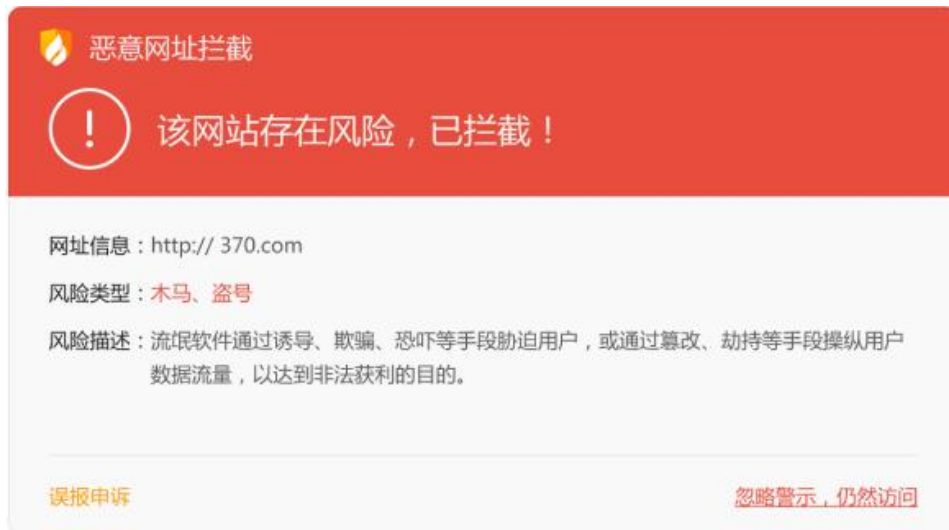 恶意网址拦截
该网站存在风险，已拦截！
网址信息：http:// 370.com
风险类型：木马、盗号
风险描述：流氓软件通过诱导、欺骗、恐吓等手段胁迫用户，或通过篡改、劫持等手段操纵用户
数据流量，以达到非法获利的目的。
误报申诉
忽略警示，仍然访问